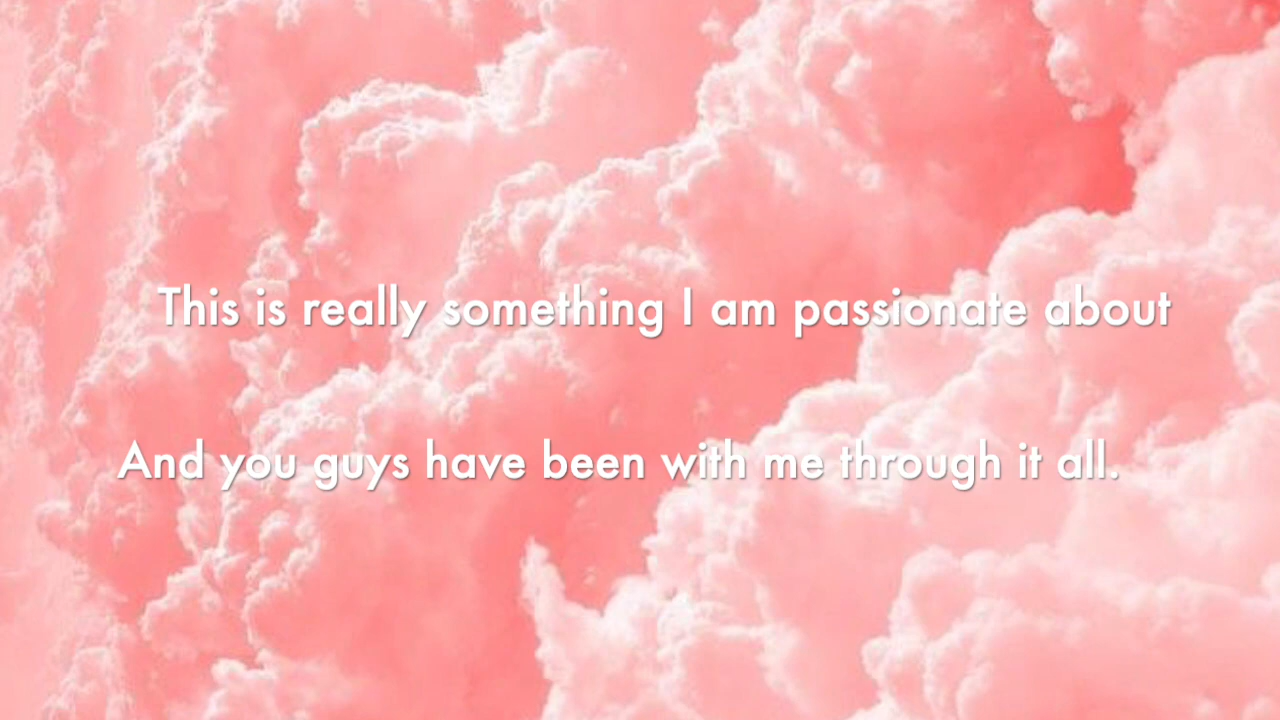 This is really something I am passionate about
And you guys have been with me through it all.